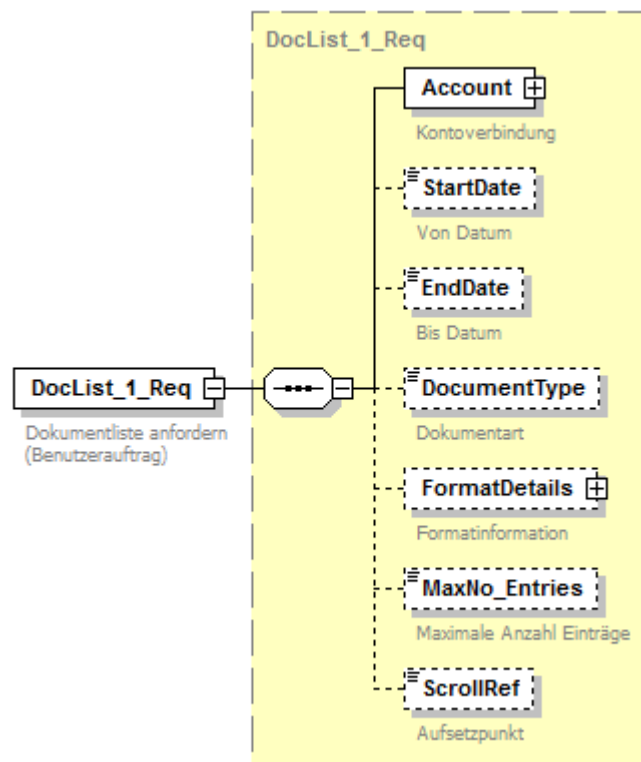 DocList_1_Req
Account
Kontoverbindung
StartDate
Von Datum
EndDate
Bis Datum
DocList_1_Req
Dokumentliste anfordern
(Benutzerauftrag)
DocumentType
Dokumentart
FormatDetails
Formatinformation
MaxNo_Entries
Maximale Anzahl Einträge
ScrollRef
Aufsetzpunkt